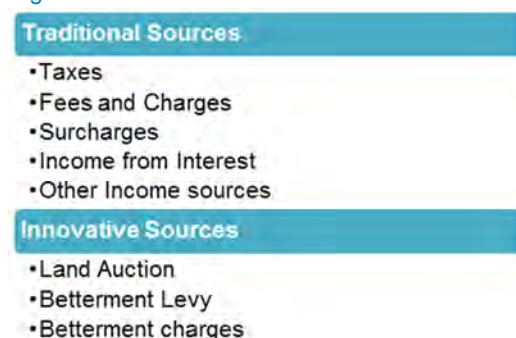 Traditional Sources
•Taxes
•Fees and Charges
•Surcharges
•Income from Interest
•Other Income sources
Innovative Sources
•Land Auction
•Betterment Levy
•Betterment charges